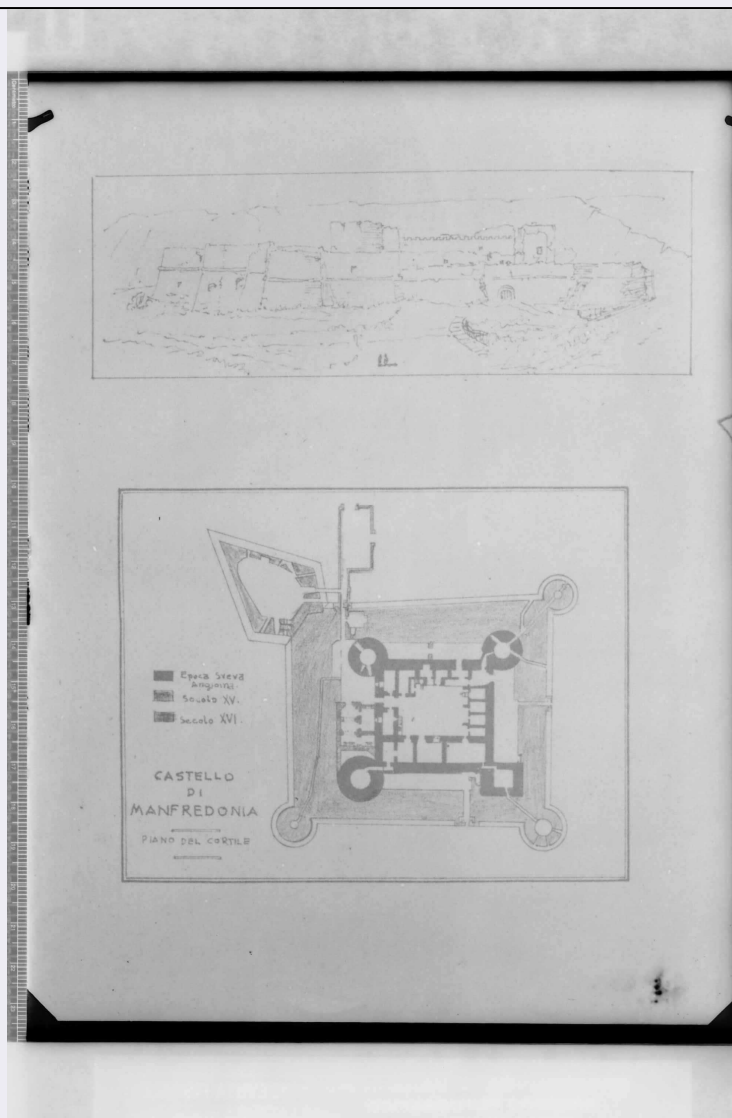 Epoca Sveva
Angioina
Secolo XV.
Secolo XVI.
CASTELLO
DI
MANFREDONIA
PIANO DEL CORTILE